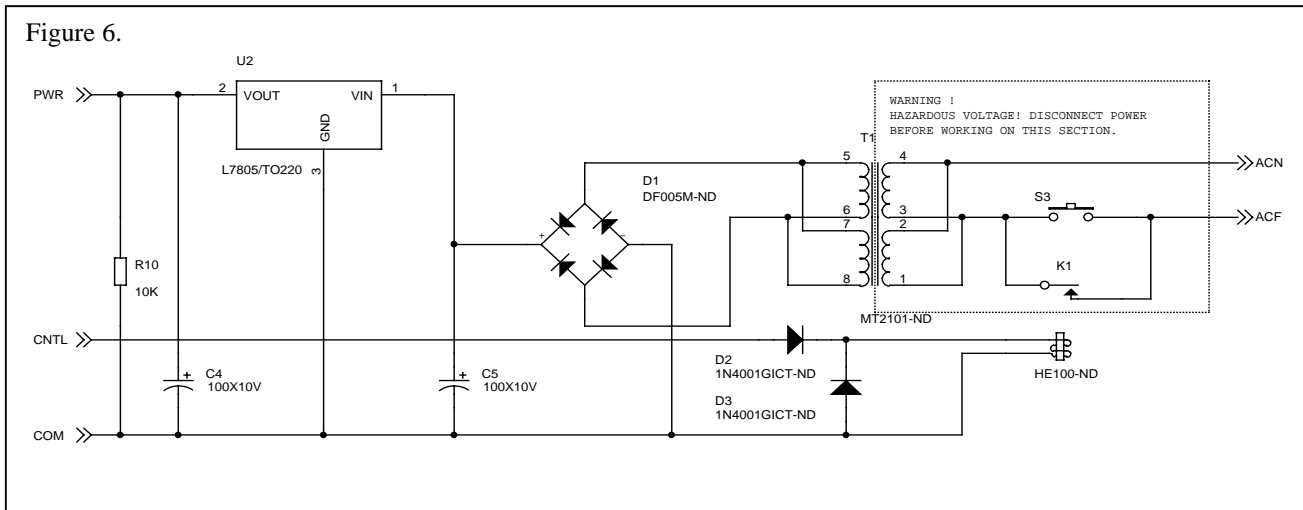 Figure 6.
U2
PWR
2
VOUT
VIN
1
GND
3
L7805/TO220
WARNING !
HAZARDOUS VOLTAGE! DISCONNECT POWER
BEFORE WORKING ON THIS SECTION.
T1
5
4
ACN
D1
DF005M-ND
S3
6
3
ACF
7
2
+
-
K1
R10
10K
8
1
MT2101-ND
CNTL
D2
1N4001GICT-ND
HE100-ND
C4
100X10V
+
C5
100X10V
+
D3
1N4001GICT-ND
COM